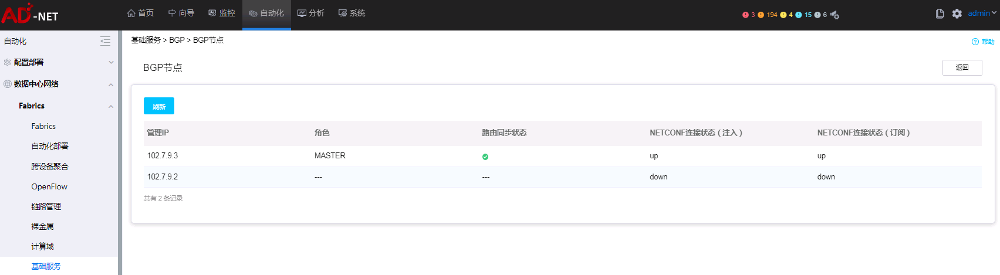 AD-NET 首页 向导 监控 自动化 分析 系统 3 194 4 15 6 admin
自动化
基础服务 > BGP > BGP节点
帮助
配置部署
BGP节点
返回
数据中心网络
Fabrics
刷新
Fabrics
自动化部署
跨设备聚合
OpenFlow
链路管理
裸金属
计算域
基础服务
管理IP 角色 路由同步状态 NETCONF连接状态（注入） NETCONF连接状态（订阅）
102.7.9.3 MASTER up up
102.7.9.2 --- --- down down
共有 2 条记录